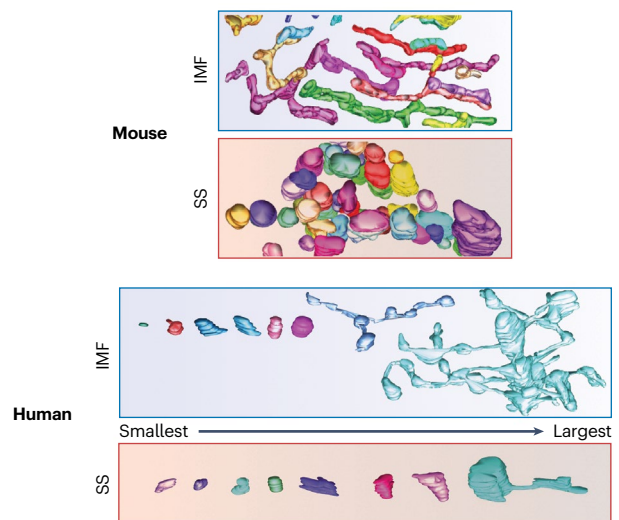 IMF
Mouse
SS
IMF
Human
Smallest
Largest
SS